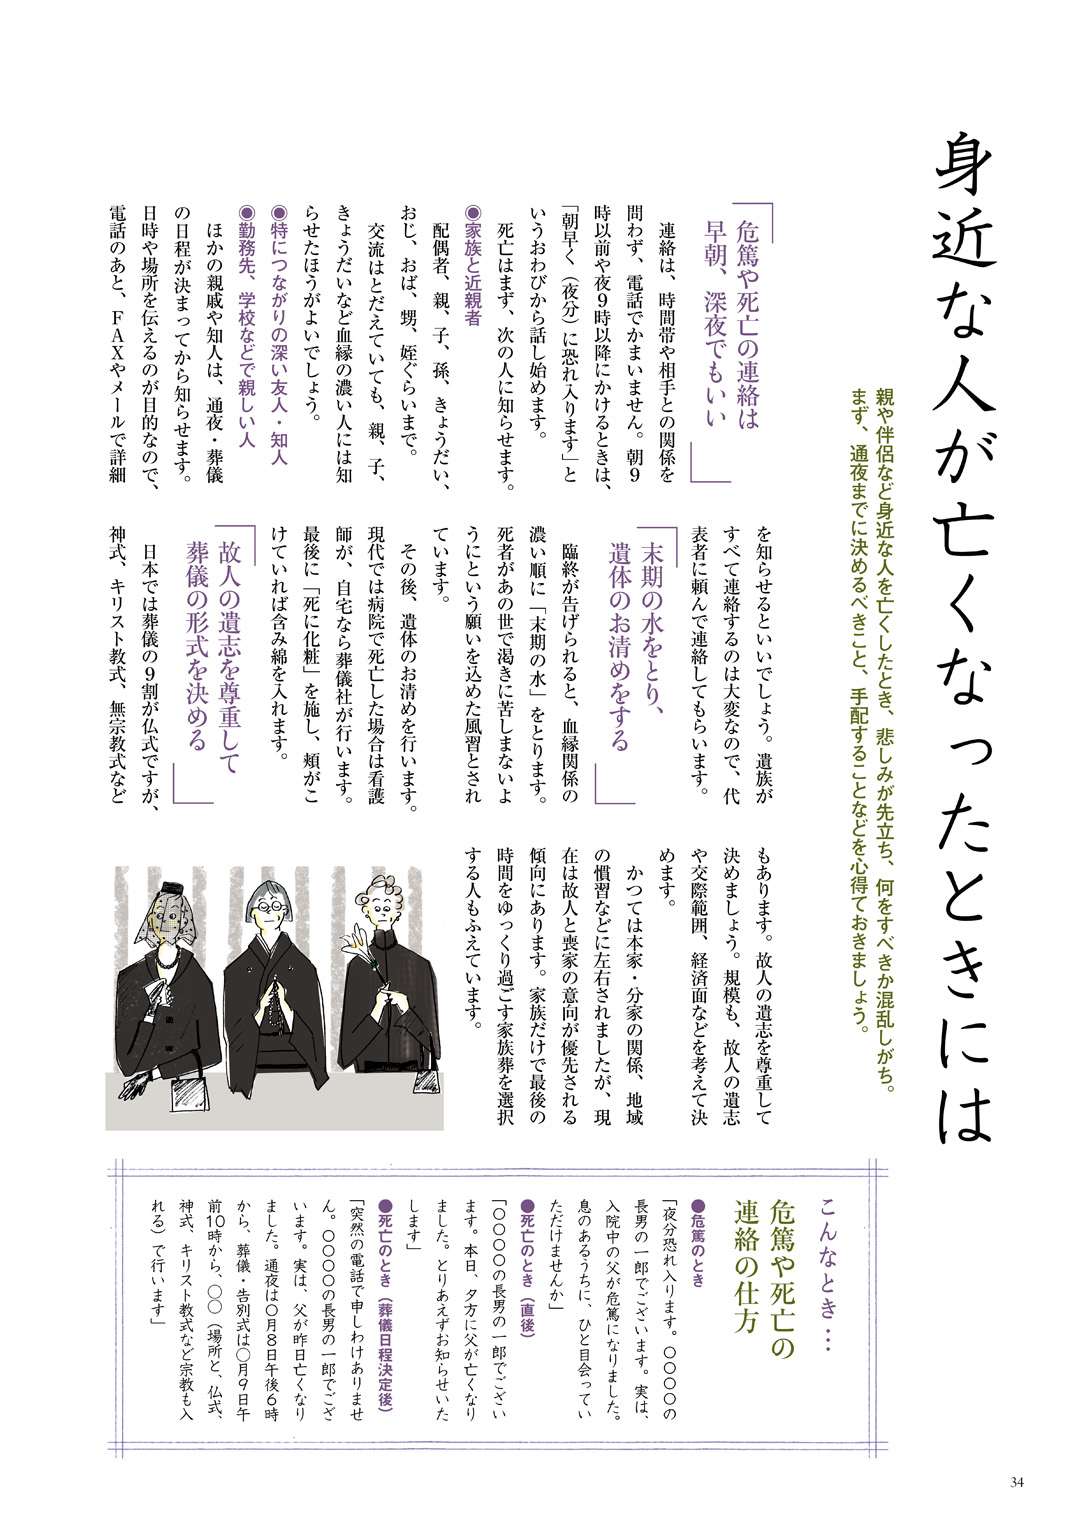 身近な人が亡くなったときには
親や伴侶など身近な人を亡くしたとき、悲しみが先立ち、何をすべきか混乱しがち。
まず、通夜までに決めるべきこと、手配することなどを心得ておきましょう。
危篤や死亡の連絡は
早朝、深夜でもいい
連絡は、時間帯や相手との関係を
問わず、電話でかまいません。朝9
時以前や夜9時以降にかけるときは、
「朝早く（夜分）に恐れ入ります」と
いうおわびから話し始めます。
死亡はまず、次の人に知らせます。
◉家族と近親者
配偶者、親、子、孫、きょうだい、
おじ、おば、甥、姪ぐらいまで。
交流はとだえていても、親、子、
きょうだいなど血縁の濃い人には知
らせたほうがよいでしょう。
◉特につながりの深い友人・知人
◉勤務先、学校などで親しい人
ほかの親戚や知人は、通夜・葬儀
の日程が決まってから知らせます。
日時や場所を伝えるのが目的なので、
電話のあと、FAXやメールで詳細
を知らせるといいでしょう。遺族が
すべて連絡するのは大変なので、代
表者に頼んで連絡してもらいます。
末期の水をとり、
遺体のお清めをする
臨終が告げられると、血縁関係の
濃い順に「末期の水」をとります。
死者があの世で渇きに苦しまないよ
うにという願いを込めた風習とされ
ています。
その後、遺体のお清めを行います。
現代では病院で死亡した場合は看護
師が、自宅なら葬儀社が行います。
最後に「死に化粧」を施し、頬がこ
けていれば含み綿を入れます。
故人の遺志を尊重して
葬儀の形式を決める
日本では葬儀の9割が仏式ですが、
神式、キリスト教式、無宗教式など
もあります。故人の遺志を尊重して
決めましょう。規模も、故人の遺志
や交際範囲、経済面などを考えて決
めます。
かつては本家・分家の関係、地域
の慣習などに左右されましたが、現
在は故人と喪家の意向が優先される
傾向にあります。家族だけで最後の
時間をゆっくり過ごす家族葬を選択
する人もふえています。
こんなとき…
危篤や死亡の
連絡の仕方
●危篤のとき
「夜分恐れ入ります。〇〇〇〇の
長男の一郎でございます。実は、
入院中の父が危篤になりました。
息のあるうちに、ひと目会ってい
ただけませんか」
●死亡のとき（直後）
「〇〇〇〇の長男の一郎でござい
ます。本日、夕方に父が亡くなり
ました。とりあえずお知らせいた
します」
●死亡のとき（葬儀日程決定後）
「突然の電話で申しわけありませ
ん。〇〇〇〇の長男の一郎でござ
います。実は、父が昨日亡くなり
ました。通夜は〇月8日午後6時
から、葬儀・告別式は〇月9日午
前10時から、〇〇（場所と、仏式、
神式、キリスト教式など宗教も入
れる）で行います」
34